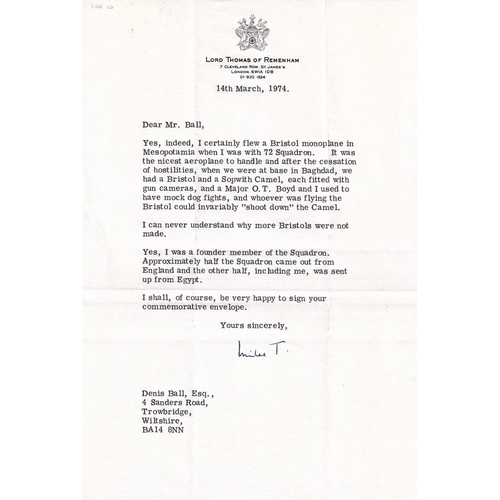 LORD THOMAS OF REMENHAM
7 CLEVELAND ROW, ST JAMES'S
LONDON SW1A 1DB
01-930 1524
14th March, 1974.
Dear Mr. Ball,
Yes, indeed, I certainly flew a Bristol monoplane in
Mesopotamia when I was with 72 Squadron. It was
the nicest aeroplane to handle and after the cessation
of hostilities, when we were at base in Baghdad, we
had a Bristol and a Sopwith Camel, each fitted with
gun cameras, and a Major O.T. Boyd and I used to
have mock dog fights, and whoever was flying the
Bristol could invariably "shoot down" the Camel.
I can never understand why more Bristols were not
made.
Yes, I was a founder member of the Squadron.
Approximately half the Squadron came out from
England and the other half, including me, was sent
up from Egypt.
I shall, of course, be very happy to sign your
commemorative envelope.
Yours sincerely,
Miles T.
Denis Ball, Esq.,
4 Sanders Road,
Trowbridge,
Wiltshire,
BA14 8NN